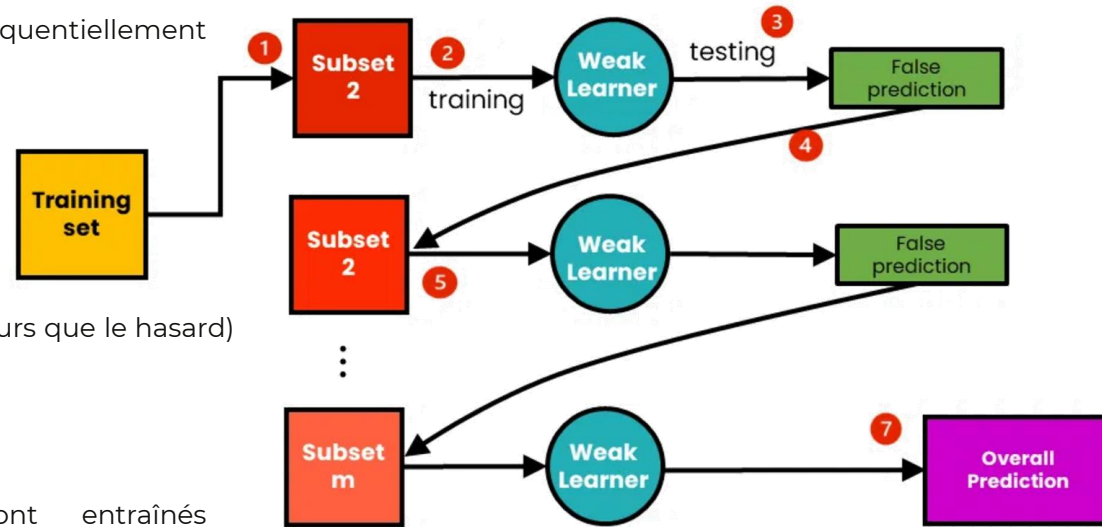 quentiellement
1
Subset
2
2
training
Weak
Learner
3
testing
False
prediction
4
Training
set
Subset
2
5
Weak
Learner
False
prediction
urs que le hasard)
Subset
m
Weak
Learner
7
Overall
Prediction
ont entraînés